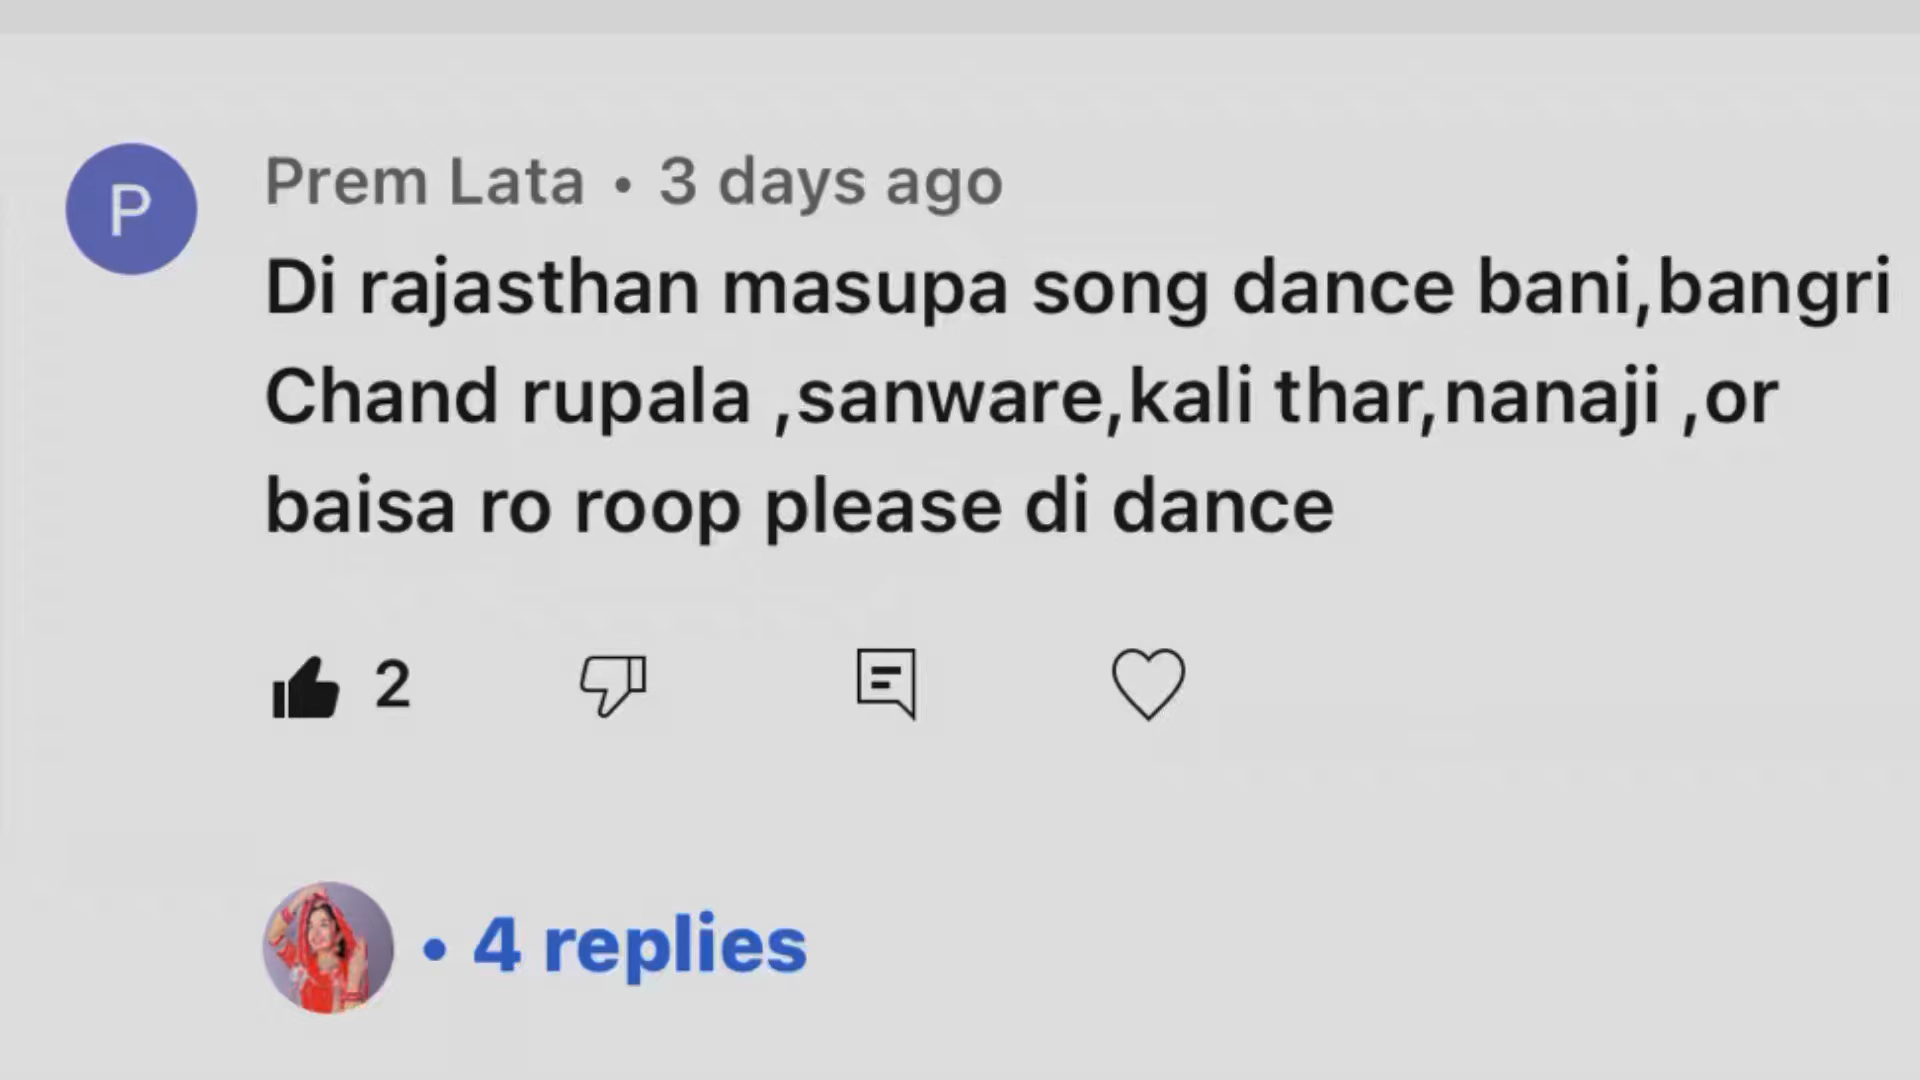 P
Prem Lata • 3 days ago
Di rajasthan masupa song dance bani,bangri
Chand rupala ,sanware,kali thar,nanaji ,or
baisa ro roop please di dance
2
• 4 replies